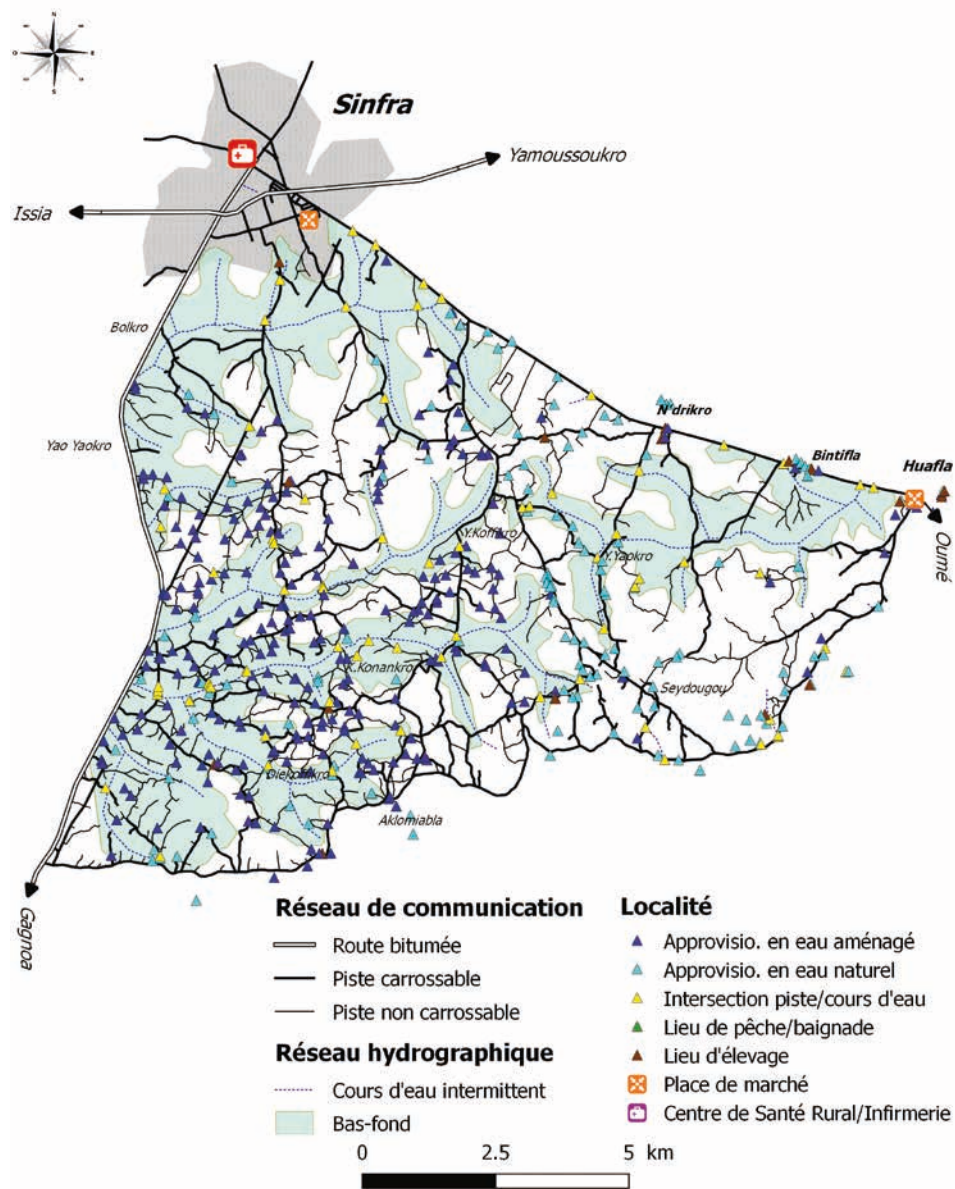 Sinfra
Yamoussoukro
Issia
Bolkro
N'drikro
Yao Yaokro
Bintifla
Huafla
Y.Koffikro
Y.Yaokro
Oumé
K.Konankro
Seydougou
Diekoffikro
Aklomiabla
Gagnoa
Réseau de communication
Route bitumée
Piste carrossable
Piste non carrossable
Réseau hydrographique
Cours d'eau intermittent
Bas-fond
Localité
Approvisio. en eau aménagé
Approvisio. en eau naturel
Intersection piste/cours d'eau
Lieu de pêche/baignade
Lieu d'élevage
Place de marché
Centre de Santé Rural/Infirmerie
0 2.5 5 km